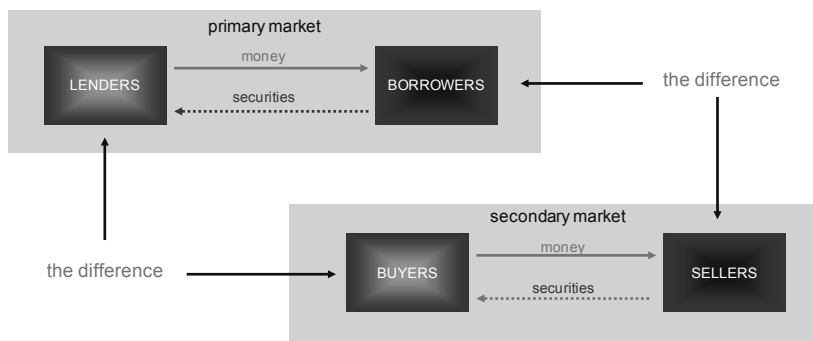 primary market
money
LENDERS
BORROWERS
securities
the difference
secondary market
money
the difference
BUYERS
SELLERS
securities